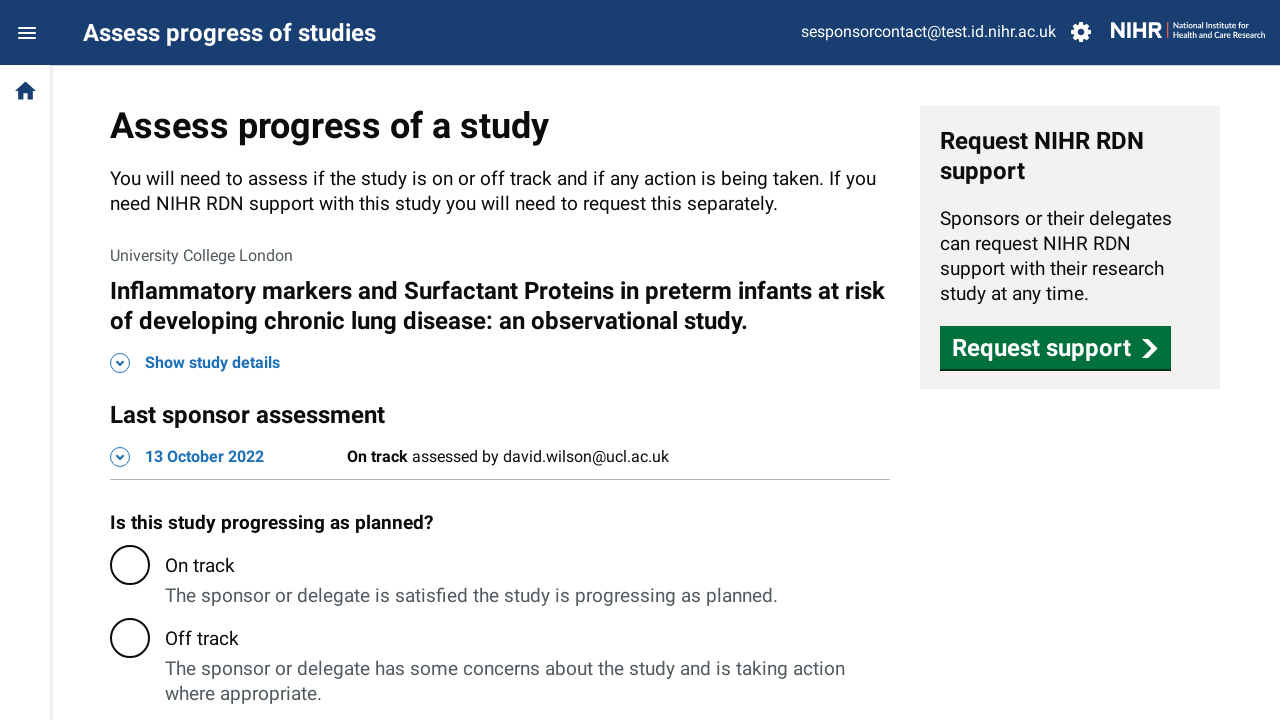 Assess progress of studies
sesponsorcontact@test.id.nihr.ac.uk
NIHR National Institute for
Health and Care Research
Assess progress of a study
You will need to assess if the study is on or off track and if any action is being taken. If you
need NIHR RDN support with this study you will need to request this separately.
University College London
Inflammatory markers and Surfactant Proteins in preterm infants at risk
of developing chronic lung disease: an observational study.
Show study details
Last sponsor assessment
13 October 2022 On track assessed by david.wilson@ucl.ac.uk
Is this study progressing as planned?
On track
The sponsor or delegate is satisfied the study is progressing as planned.
Off track
The sponsor or delegate has some concerns about the study and is taking action
where appropriate.
Request NIHR RDN
support
Sponsors or their delegates
can request NIHR RDN
support with their research
study at any time.
Request support